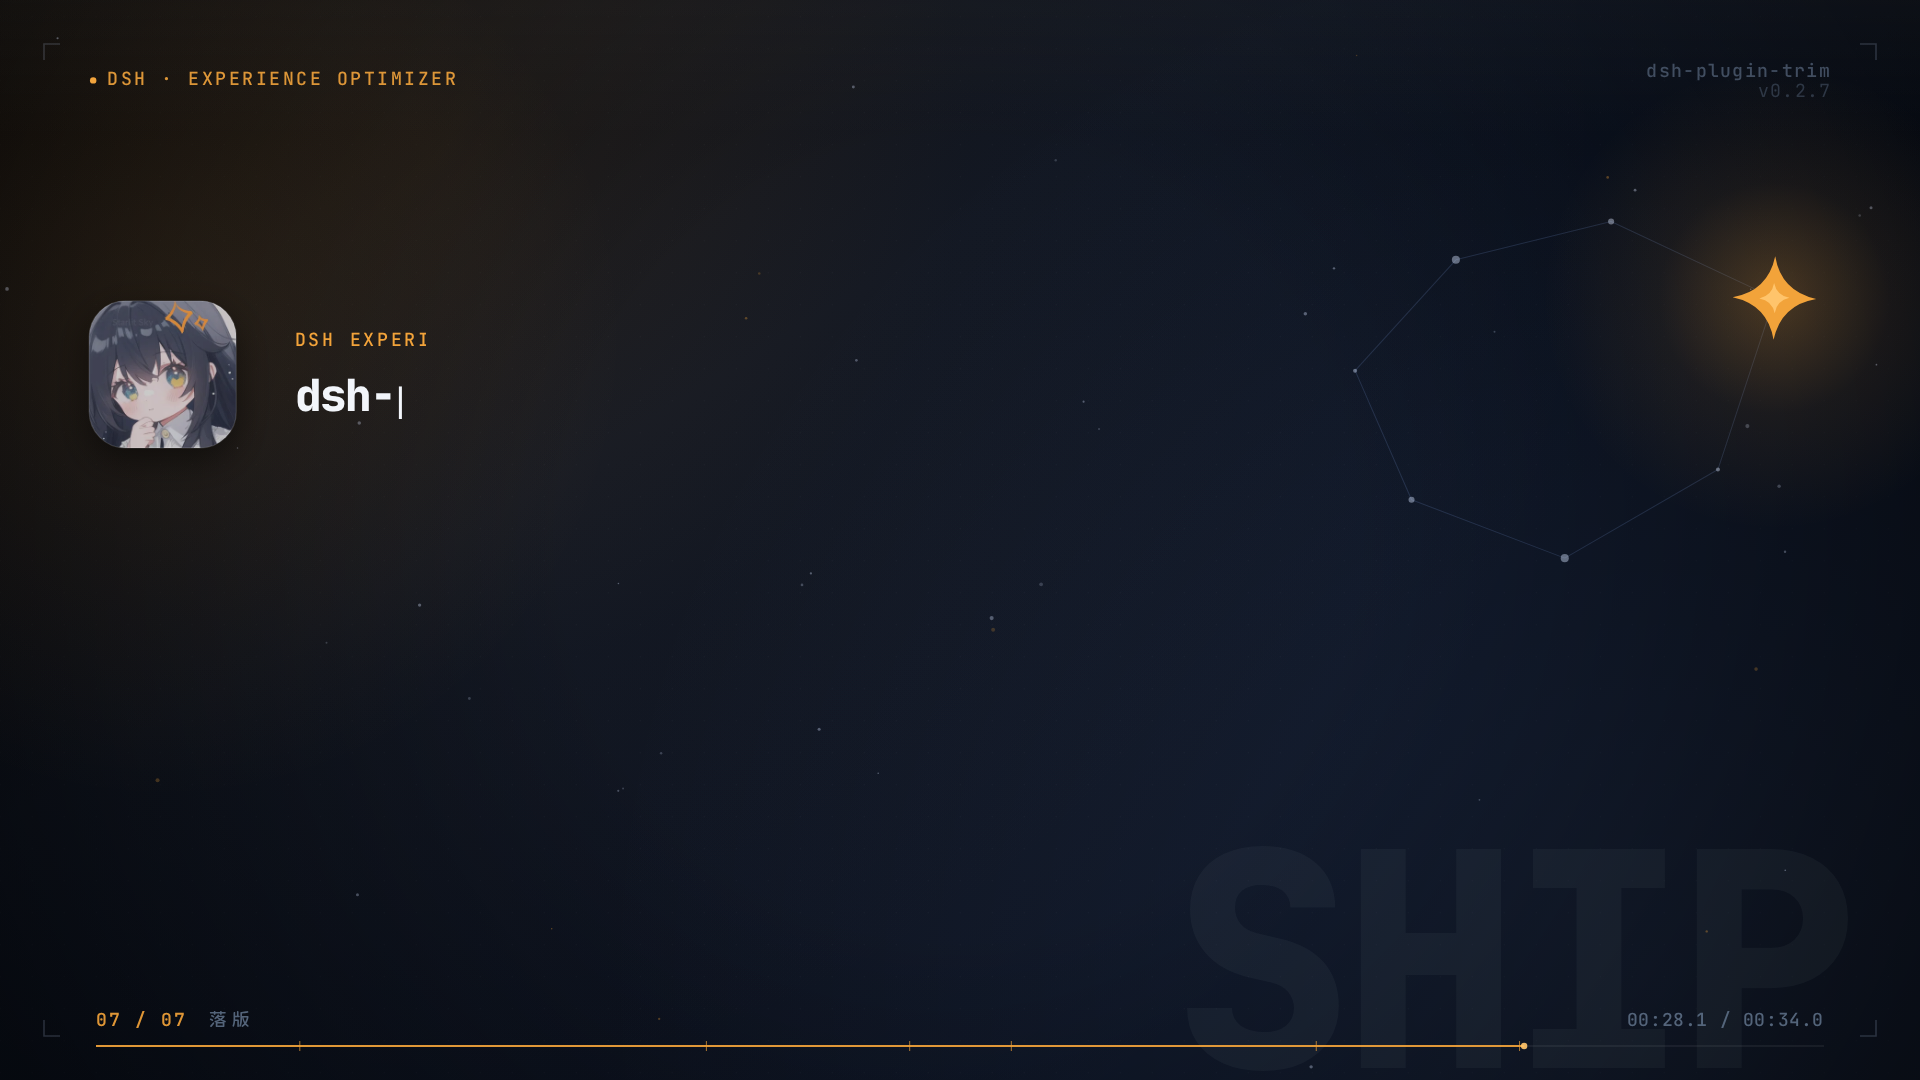 DSH · EXPERIENCE OPTIMIZER
dsh-plugin-trim
v0.2.7
DSH EXPERI
dsh-
SHIP
07 / 07 落版
00:28.1 / 00:34.0